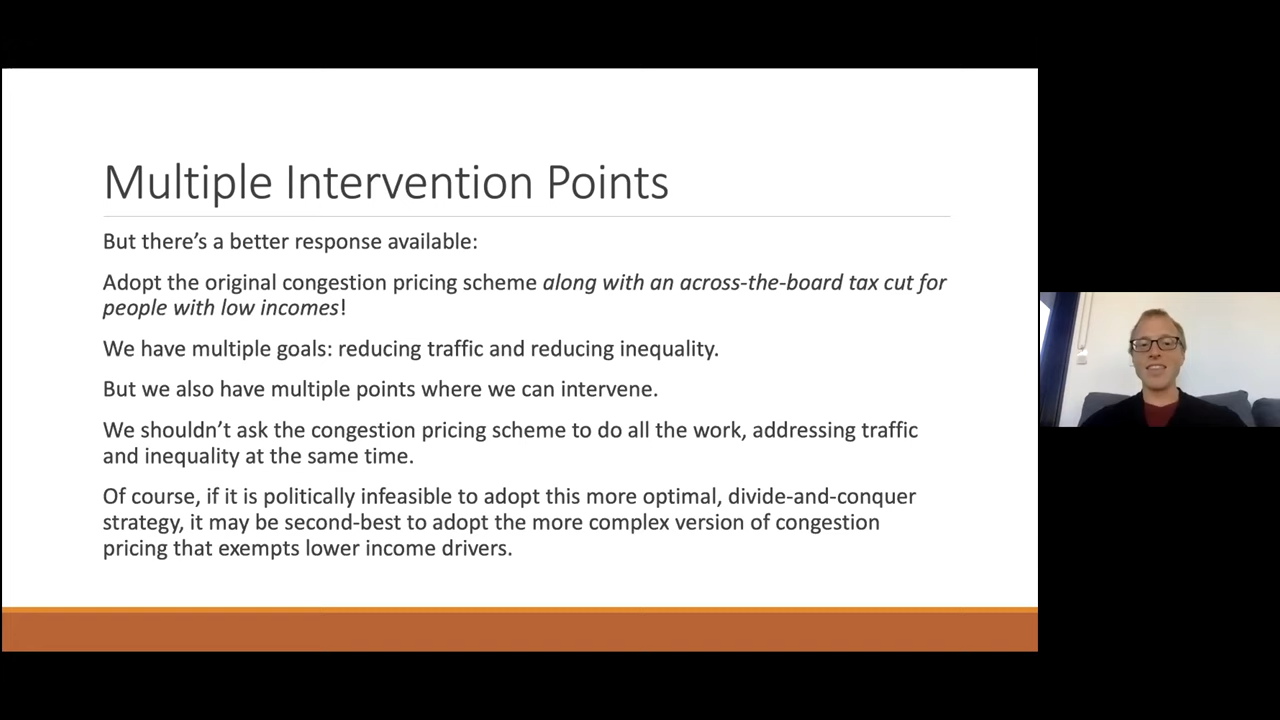 Multiple Intervention Points
But there’s a better response available:
Adopt the original congestion pricing scheme along with an across-the-board tax cut for
people with low incomes!
We have multiple goals: reducing traffic and reducing inequality.
But we also have multiple points where we can intervene.
We shouldn’t ask the congestion pricing scheme to do all the work, addressing traffic
and inequality at the same time.
Of course, if it is politically infeasible to adopt this more optimal, divide-and-conquer
strategy, it may be second-best to adopt the more complex version of congestion
pricing that exempts lower income drivers.